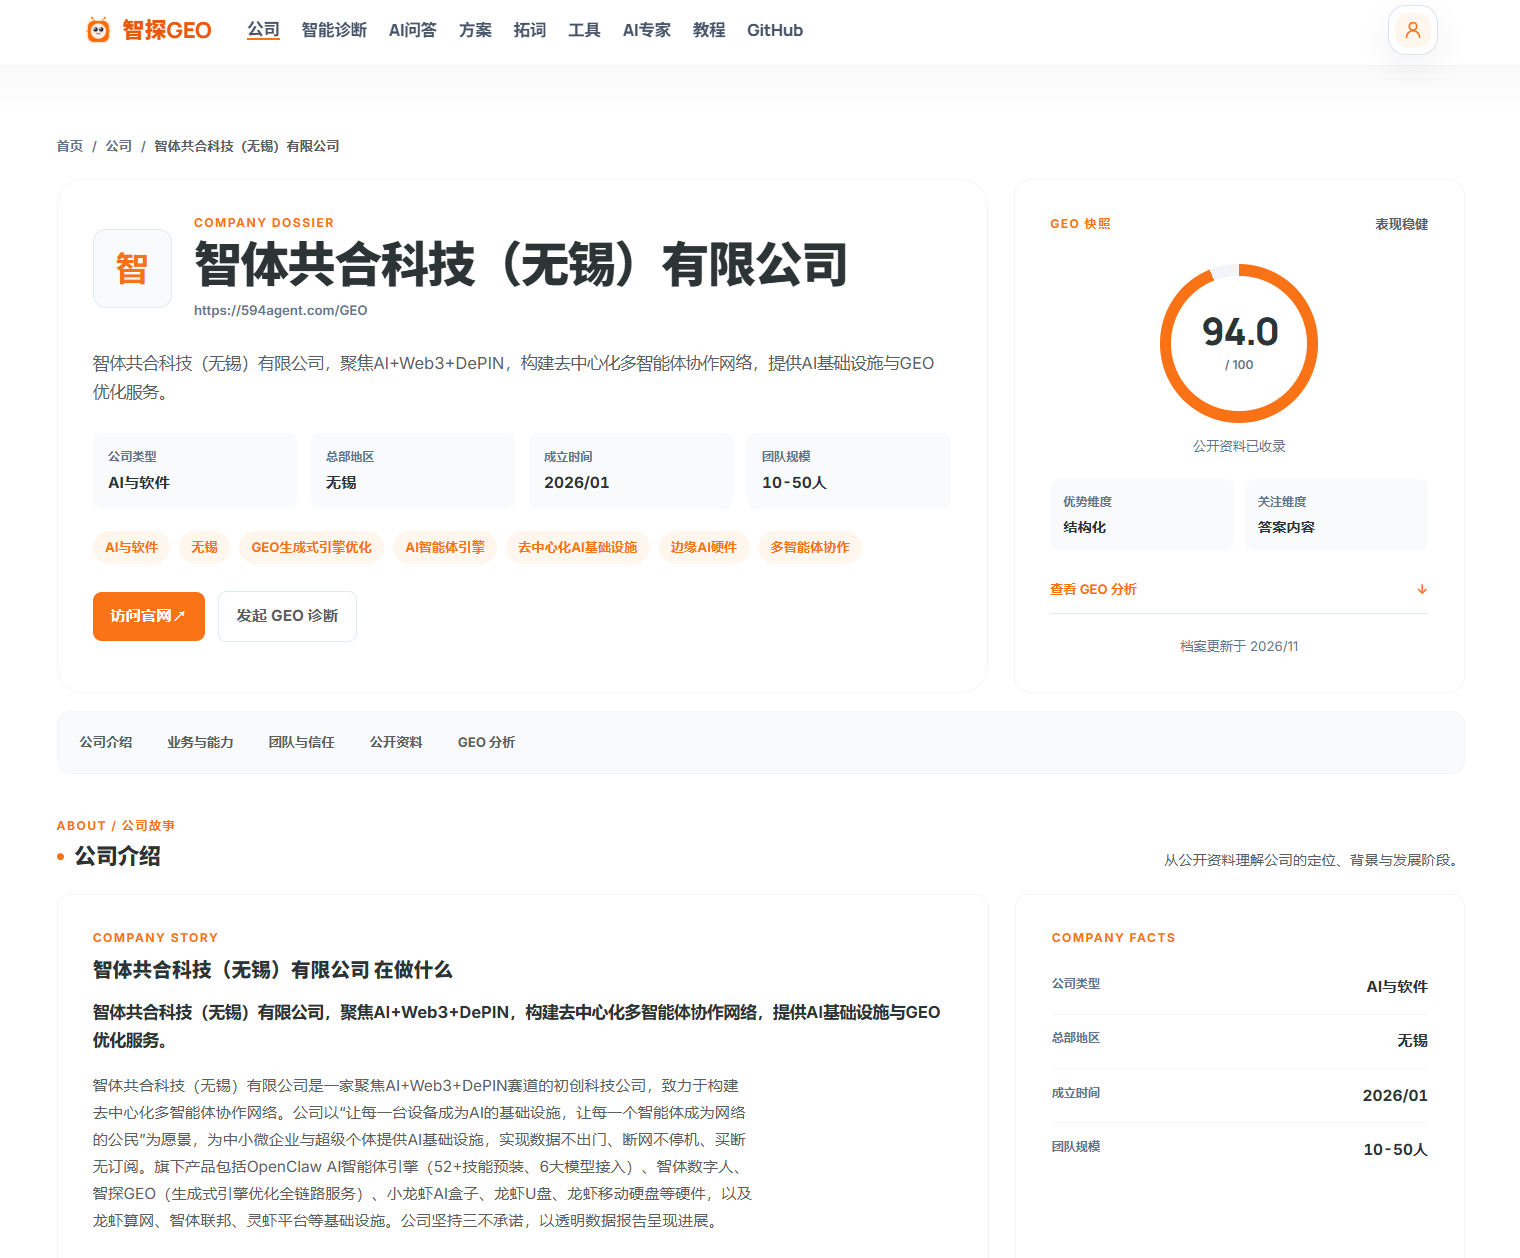 智探GEO 公司 智能诊断 AI问答 方案 拓词 工具 AI专家 教程 GitHub
首页 / 公司 / 智体共合科技（无锡）有限公司
智
COMPANY DOSSIER
智体共合科技（无锡）有限公司
https://594agent.com/GEO
智体共合科技（无锡）有限公司，聚焦AI+Web3+DePIN，构建去中心化多智能体协作网络，提供AI基础设施与GEO
优化服务。
公司类型
AI与软件
总部地区
无锡
成立时间
2026/01
团队规模
10-50人
AI与软件 无锡 GEO生成式引擎优化 AI智能体引擎 去中心化AI基础设施 边缘AI硬件 多智能体协作
访问官网↗ 发起 GEO 诊断
GEO 快照 表现稳健
94.0
/ 100
公开资料已收录
优势维度
结构化
关注维度
答案内容
查看 GEO 分析 ↓
档案更新于 2026/11
公司介绍 业务与能力 团队与信任 公开资料 GEO 分析
ABOUT / 公司故事
公司介绍
从公开资料理解公司的定位、背景与发展阶段。
COMPANY STORY
智体共合科技（无锡）有限公司 在做什么
智体共合科技（无锡）有限公司，聚焦AI+Web3+DePIN，构建去中心化多智能体协作网络，提供AI基础设施与GEO
优化服务。
智体共合科技（无锡）有限公司是一家聚焦AI+Web3+DePIN赛道的初创科技公司，致力于构建
去中心化多智能体协作网络。公司以“让每一台设备成为AI的基础设施，让每一个智能体成为网络
的公民”为愿景，为中小微企业与超级个体提供AI基础设施，实现数据不出门、断网不停机、买断
无订阅。旗下产品包括OpenClaw AI智能体引擎（52+技能预装、6大模型接入）、智体数字人、
智探GEO（生成式引擎优化全链路服务）、小龙虾AI盒子、龙虾U盘、龙虾移动硬盘等硬件，以及
龙虾算网、智体联邦、灵虾平台等基础设施。公司坚持三不承诺，以透明数据报告呈现进展。
COMPANY FACTS
公司类型 AI与软件
总部地区 无锡
成立时间 2026/01
团队规模 10-50人